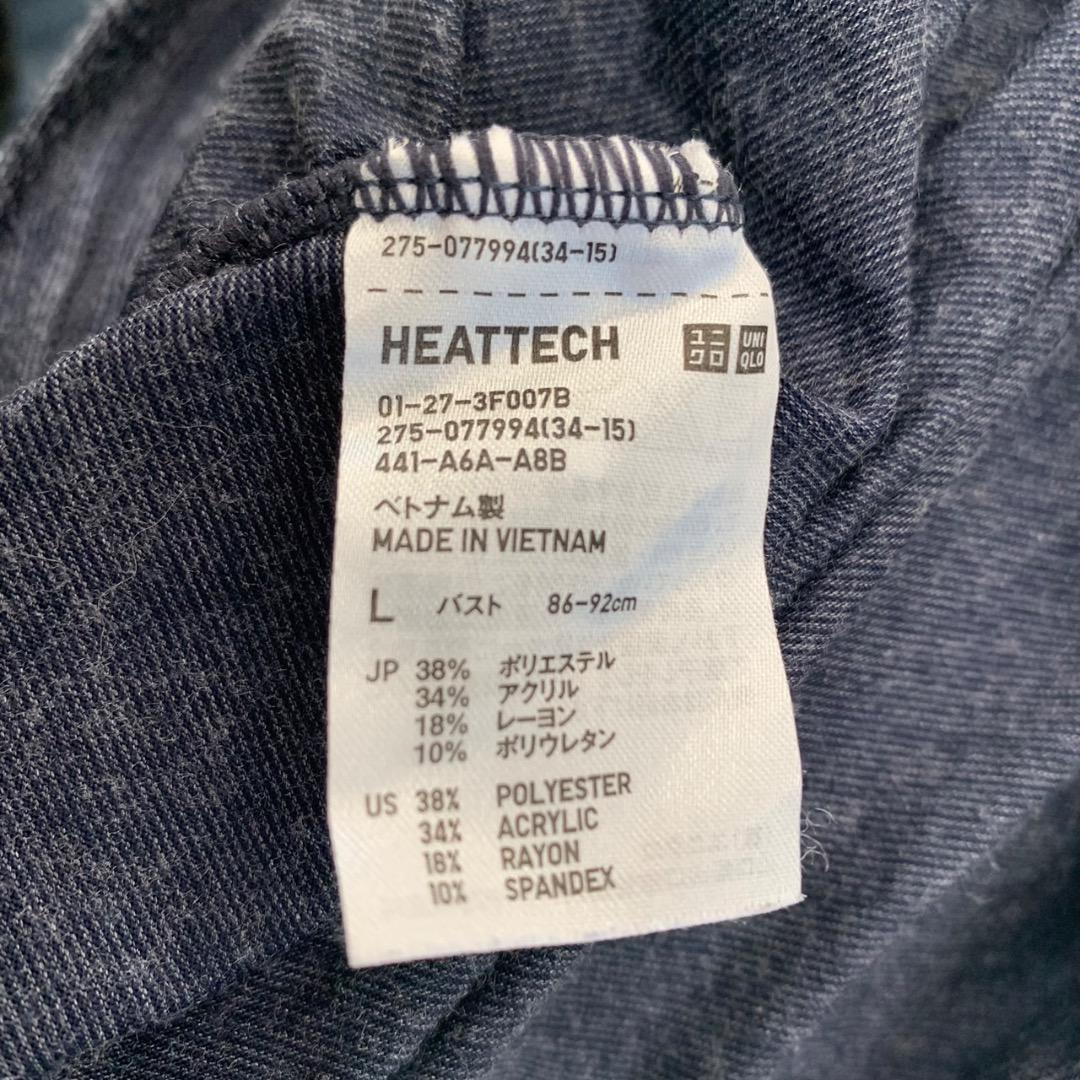 275-077994(34-15)
HEATTECH
ユニ
クロ
UNI
QLO
01-27-3F007B
275-077994(34-15)
441-A6A-A8B
ベトナム製
MADE IN VIETNAM
L バスト 86-92cm
JP 38% ポリエステル
34% アクリル
18% レーヨン
10% ポリウレタン
US 38% POLYESTER
34% ACRYLIC
18% RAYON
10% SPANDEX